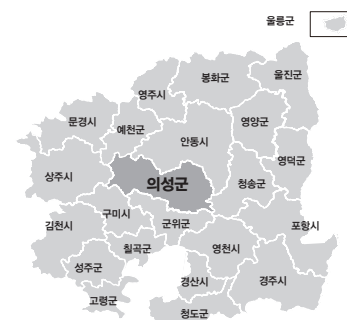 울릉군
봉화군
울진군
영주시
문경시
예천군
영양군
안동시
영덕군
상주시
의성군
청송군
구미시
김천시
군위군
포항시
칠곡군
영천시
성주군
경산시
경주시
고령군
청도군